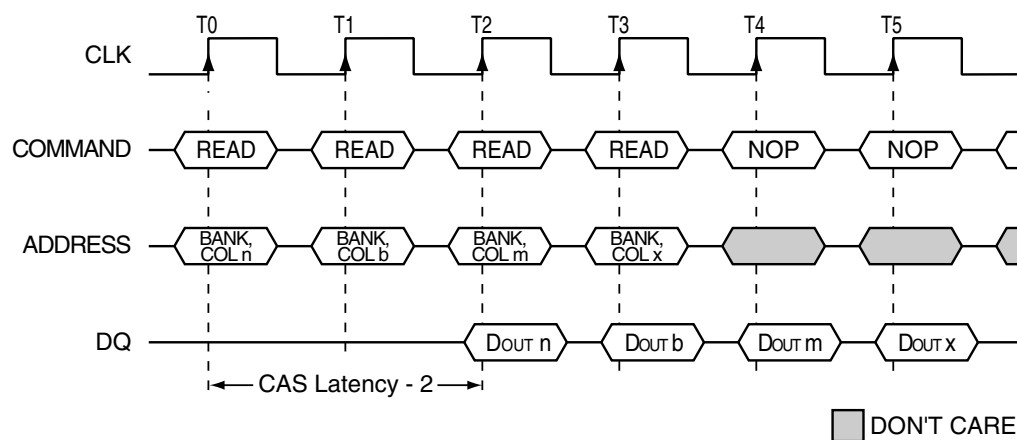 T0 T1 T2 T3 T4 T5
CLK
COMMAND READ READ READ READ NOP NOP
ADDRESS BANK, COL n BANK, COL b BANK, COL m BANK, COL x
DQ DOUT n DOUT b DOUT m DOUT x
CAS Latency - 2
DON'T CARE